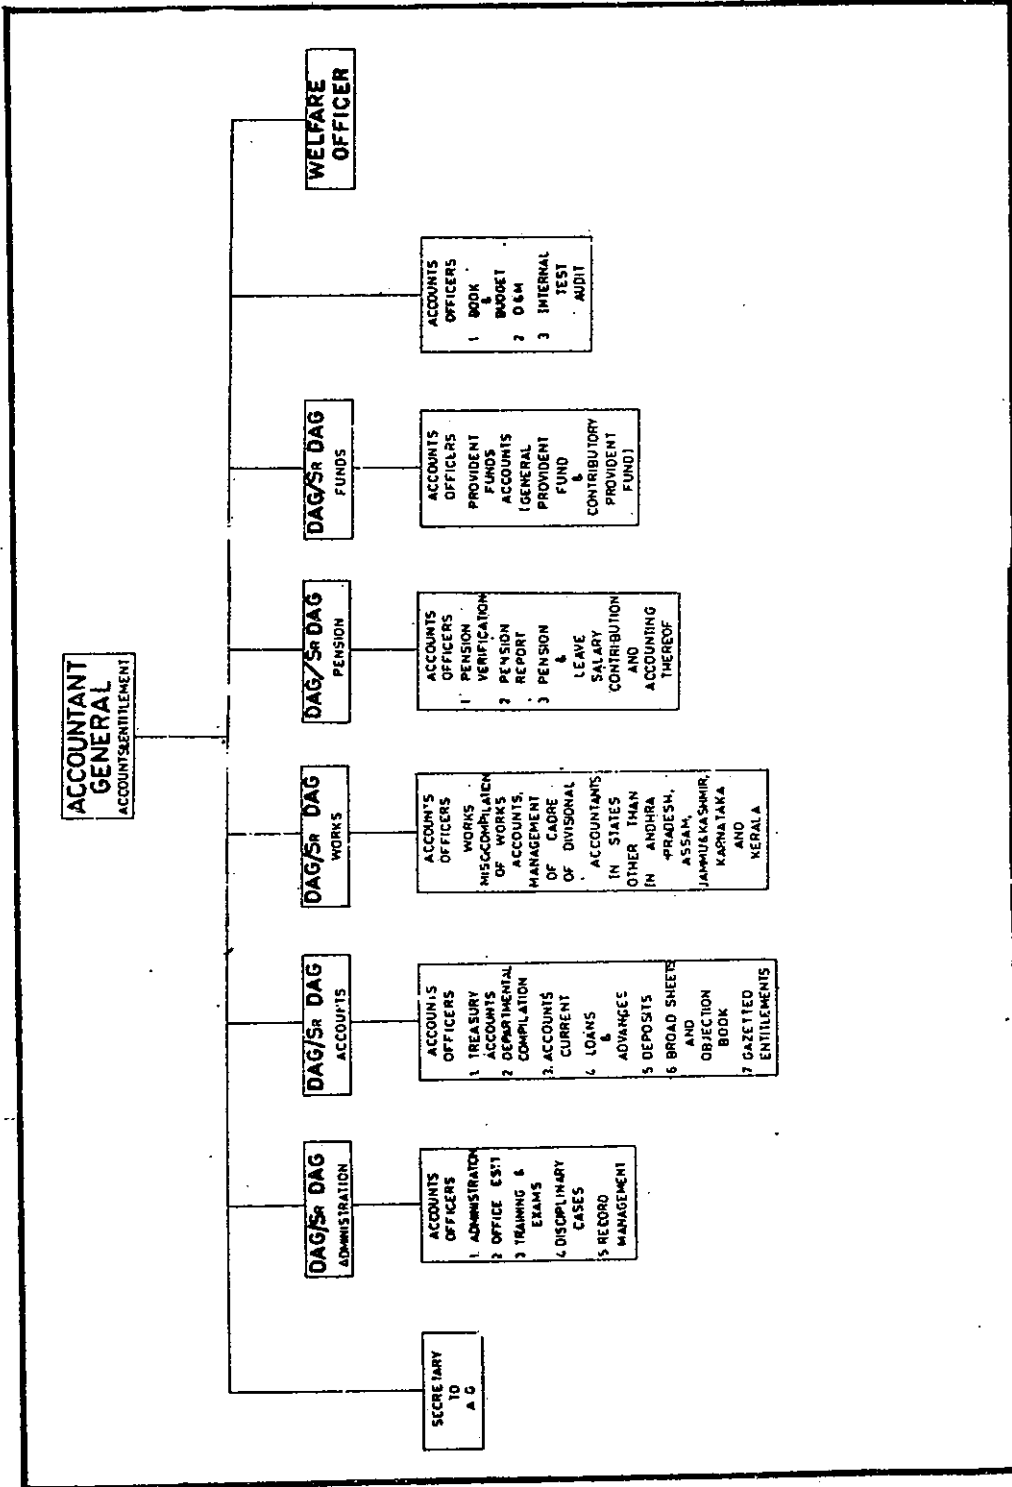 ACCOUNTANT
GENERAL
ACCOUNTS&ENTITLEMENT
SECRETARY
TO
A G
DAG/SR DAG
ADMINISTRATION
ACCOUNTS
OFFICERS
1 ADMINISTRATION
2 OFFICE ESTT
3 TRAINING &
EXAMS
4 DISCIPLINARY
CASES
5 RECORD
MANAGEMENT
DAG/SR DAG
ACCOUNTS
ACCOUNTS
OFFICERS
1 TREASURY
ACCOUNTS
2 DEPARTMENTAL
COMPILATION
3. ACCOUNTS
CURRENT
4 LOANS
&
ADVANCES
5 DEPOSITS
6 BROAD SHEETS
AND
OBJECTION
BOOK
7 GAZETTED
ENTITLEMENTS
DAG/SR DAG
WORKS
ACCOUNTS
OFFICERS
WORKS
MISC/COMPILATION
OF WORKS
ACCOUNTS,
MANAGEMENT
OF CADRE
OF DIVISIONAL
ACCOUNTANTS
IN STATES
OTHER THAN
IN ANDHRA
PRADESH,
ASSAM,
JAMMU&KASHMIR,
KARNATAKA
AND
KERALA
DAG/SR DAG
PENSION
ACCOUNTS
OFFICERS
1 PENSION
VERIFICATION
2 PENSION
REPORT
3 PENSION
&
LEAVE
SALARY
CONTRIBUTION
AND
ACCOUNTING
THEREOF
DAG/SR DAG
FUNDS
ACCOUNTS
OFFICERS
PROVIDENT
FUNDS
ACCOUNTS
(GENERAL
PROVIDENT
FUND
&
CONTRIBUTORY
PROVIDENT
FUND)
ACCOUNTS
OFFICERS
1 BOOK
&
BUDGET
2 O&M
3 INTERNAL
TEST
AUDIT
WELFARE
OFFICER